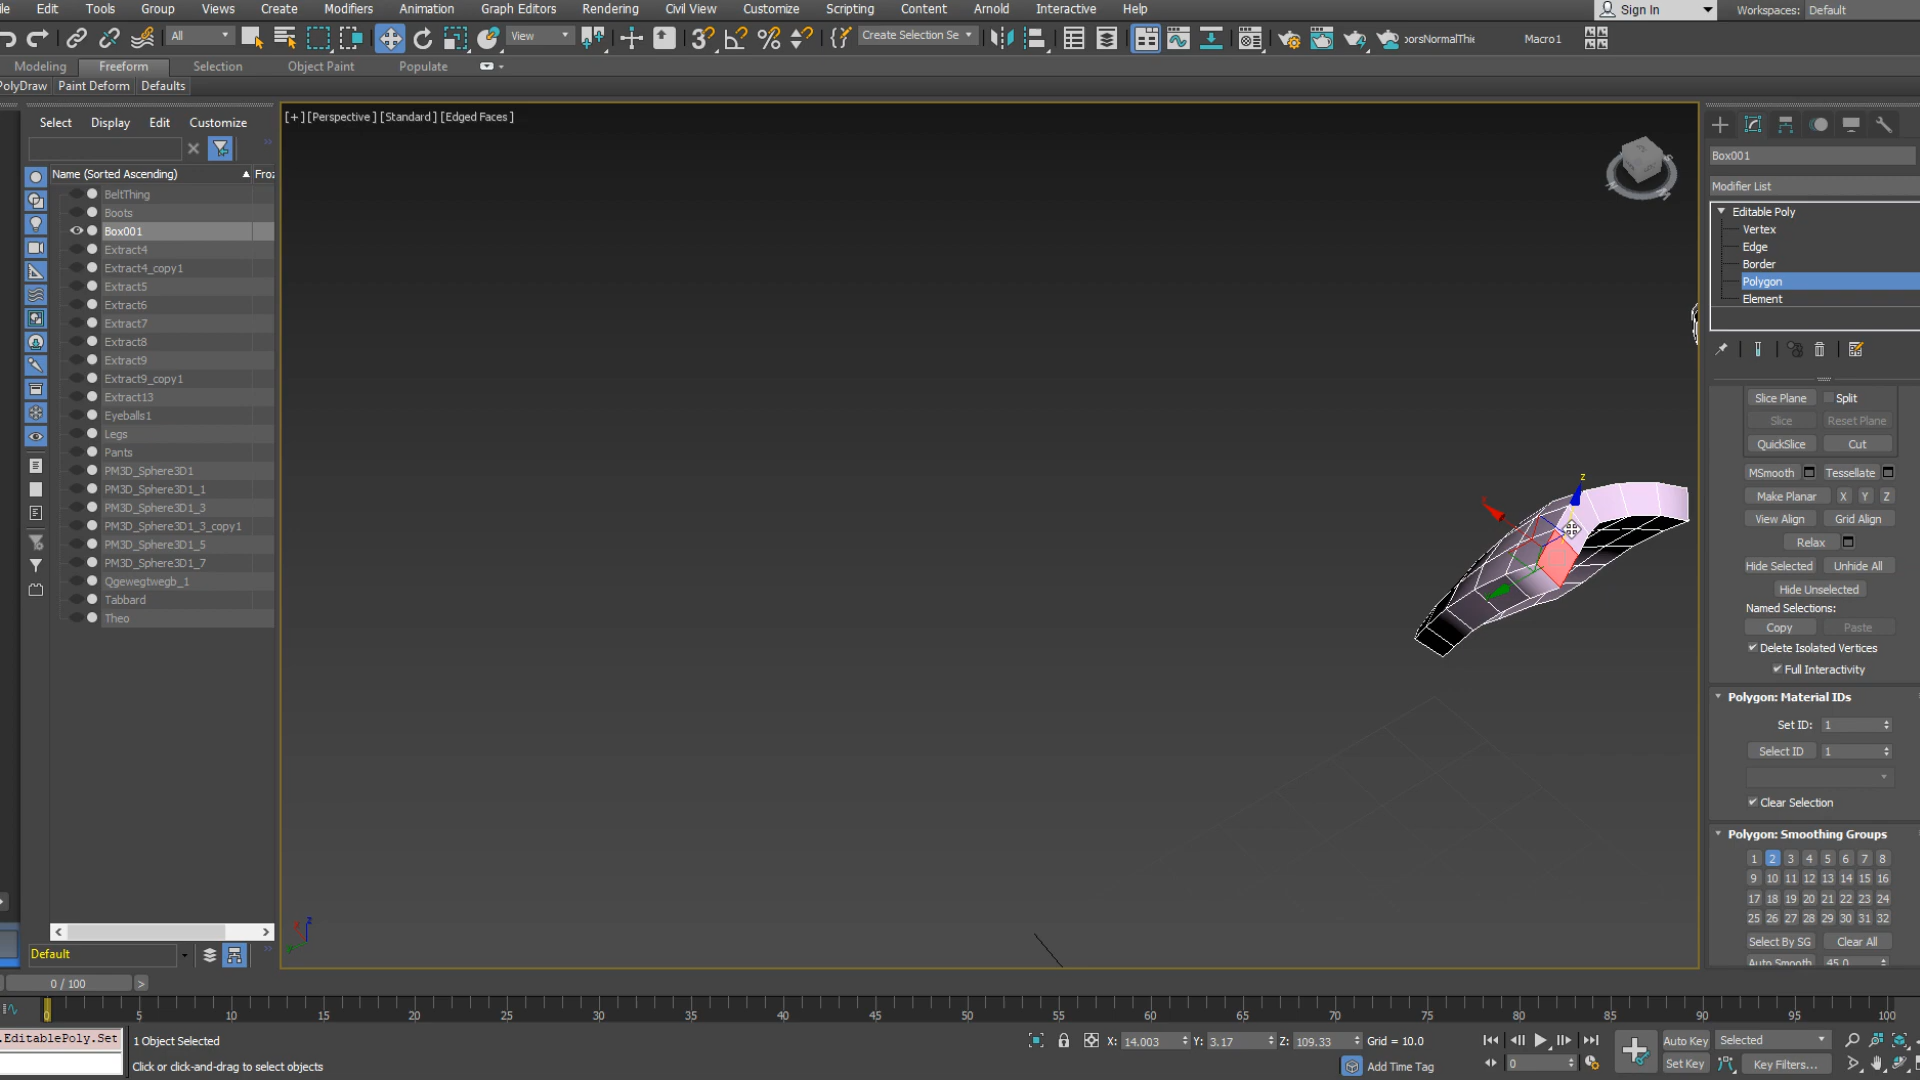 Edit Tools Group Views Create Modifiers Animation Graph Editors Rendering Civil View Customize Scripting Content Arnold Interactive Help
Sign In
Workspaces: Default
All
View
Create Selection Se
Macro1
Modeling Freeform Selection Object Paint Populate
PolyDraw Paint Deform Defaults
Select Display Edit Customize
Name (Sorted Ascending) Froz
BeltThing
Boots
Box001
Extract4
Extract4_copy1
Extract5
Extract6
Extract7
Extract8
Extract9
Extract9_copy1
Extract13
Eyeballs1
Legs
Pants
PM3D_Sphere3D1
PM3D_Sphere3D1_1
PM3D_Sphere3D1_3
PM3D_Sphere3D1_3_copy1
PM3D_Sphere3D1_5
PM3D_Sphere3D1_7
Qgewegtwegb_1
Tabbard
Theo
Default
[+] [Perspective] [Standard] [Edged Faces]
z
z
Box001
Modifier List
Editable Poly
Vertex
Edge
Border
Polygon
Element
Slice Plane Split
Slice Reset Plane
QuickSlice Cut
MSmooth Tessellate
Make Planar X Y Z
View Align Grid Align
Relax
Hide Selected Unhide All
Hide Unselected
Named Selections:
Copy Paste
Delete Isolated Vertices
Full Interactivity
Polygon: Material IDs
Set ID: 1
Select ID 1
Clear Selection
Polygon: Smoothing Groups
1 2 3 4 5 6 7 8
9 10 11 12 13 14 15 16
17 18 19 20 21 22 23 24
25 26 27 28 29 30 31 32
Select By SG Clear All
Auto Smooth 45.0
0 / 100 >
0 5 10 15 20 25 30 35 40 45 50 55 60 65 70 75 80 85 90 95 100
.EditablePoly.Set
1 Object Selected
Click or click-and-drag to select objects
X: 14.003 Y: 3.17 Z: 109.33 Grid = 10.0
Add Time Tag
0
Auto Key Selected
Set Key Key Filters...